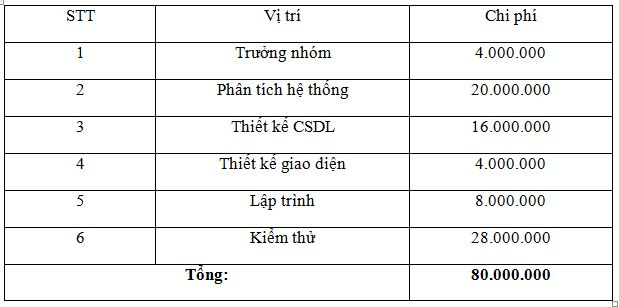 STT Vị trí Chi phí
1 Trưởng nhóm 4.000.000
2 Phân tích hệ thống 20.000.000
3 Thiết kế CSDL 16.000.000
4 Thiết kế giao diện 4.000.000
5 Lập trình 8.000.000
6 Kiểm thử 28.000.000
Tổng: 80.000.000